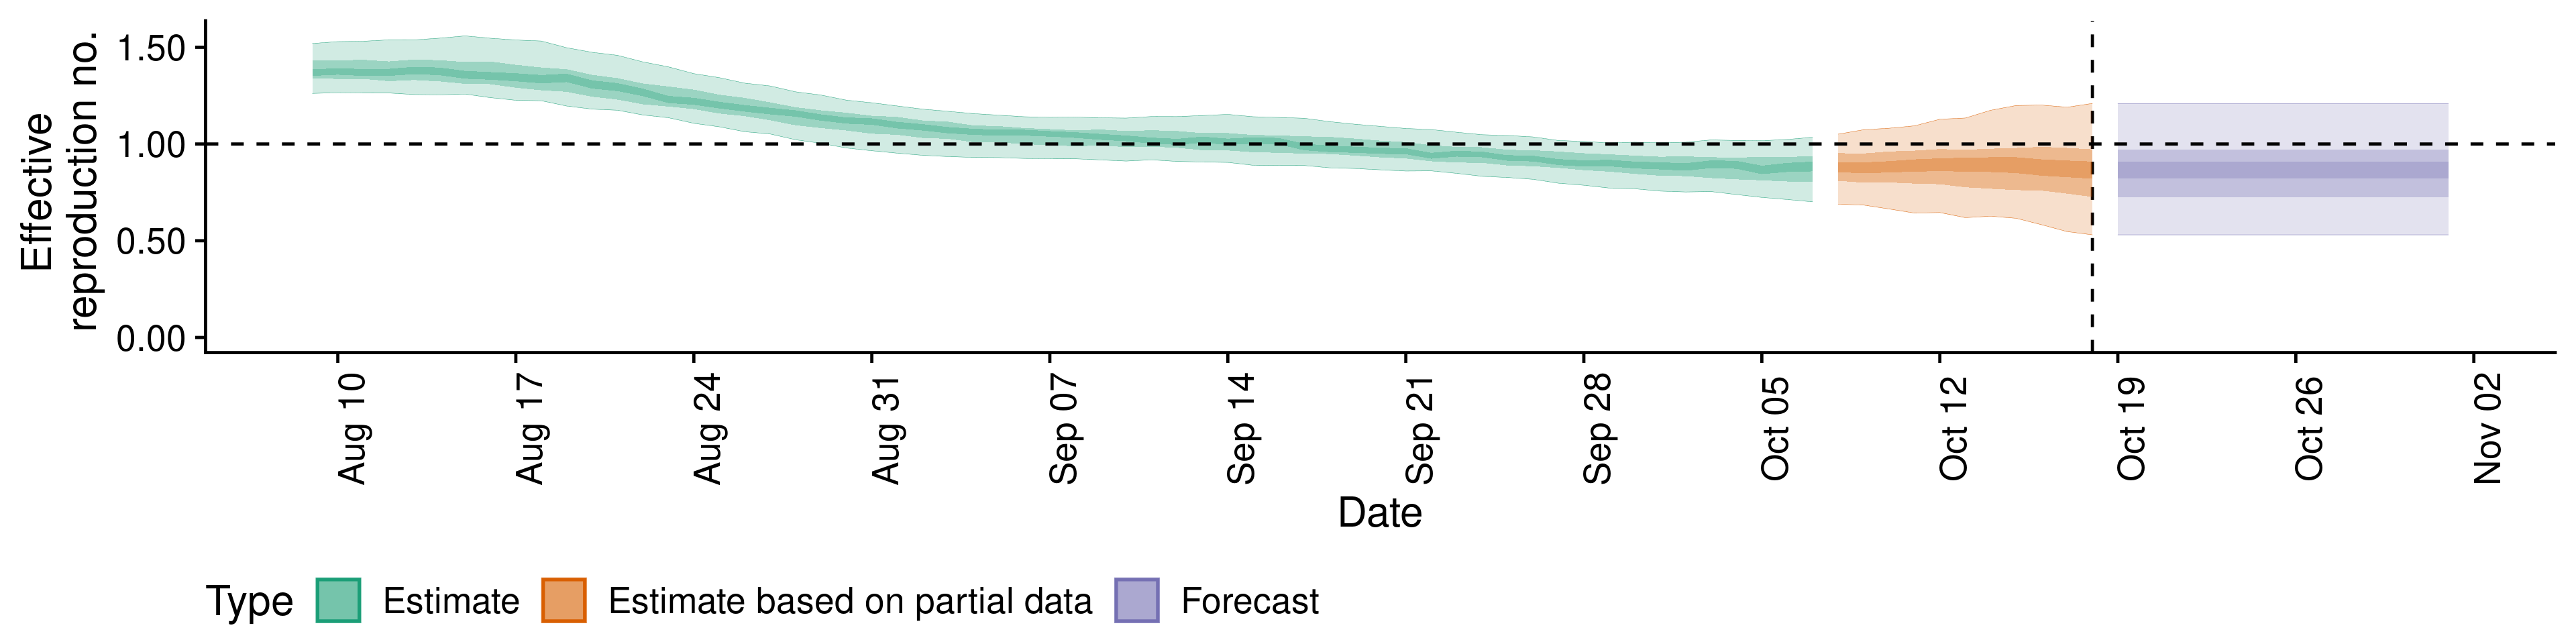 Effective
reproduction no.
1.50
1.00
0.50
0.00
Aug 10
Aug 17
Aug 24
Aug 31
Sep 07
Sep 14
Sep 21
Sep 28
Oct 05
Oct 12
Oct 19
Oct 26
Nov 02
Date
Type Estimate Estimate based on partial data Forecast